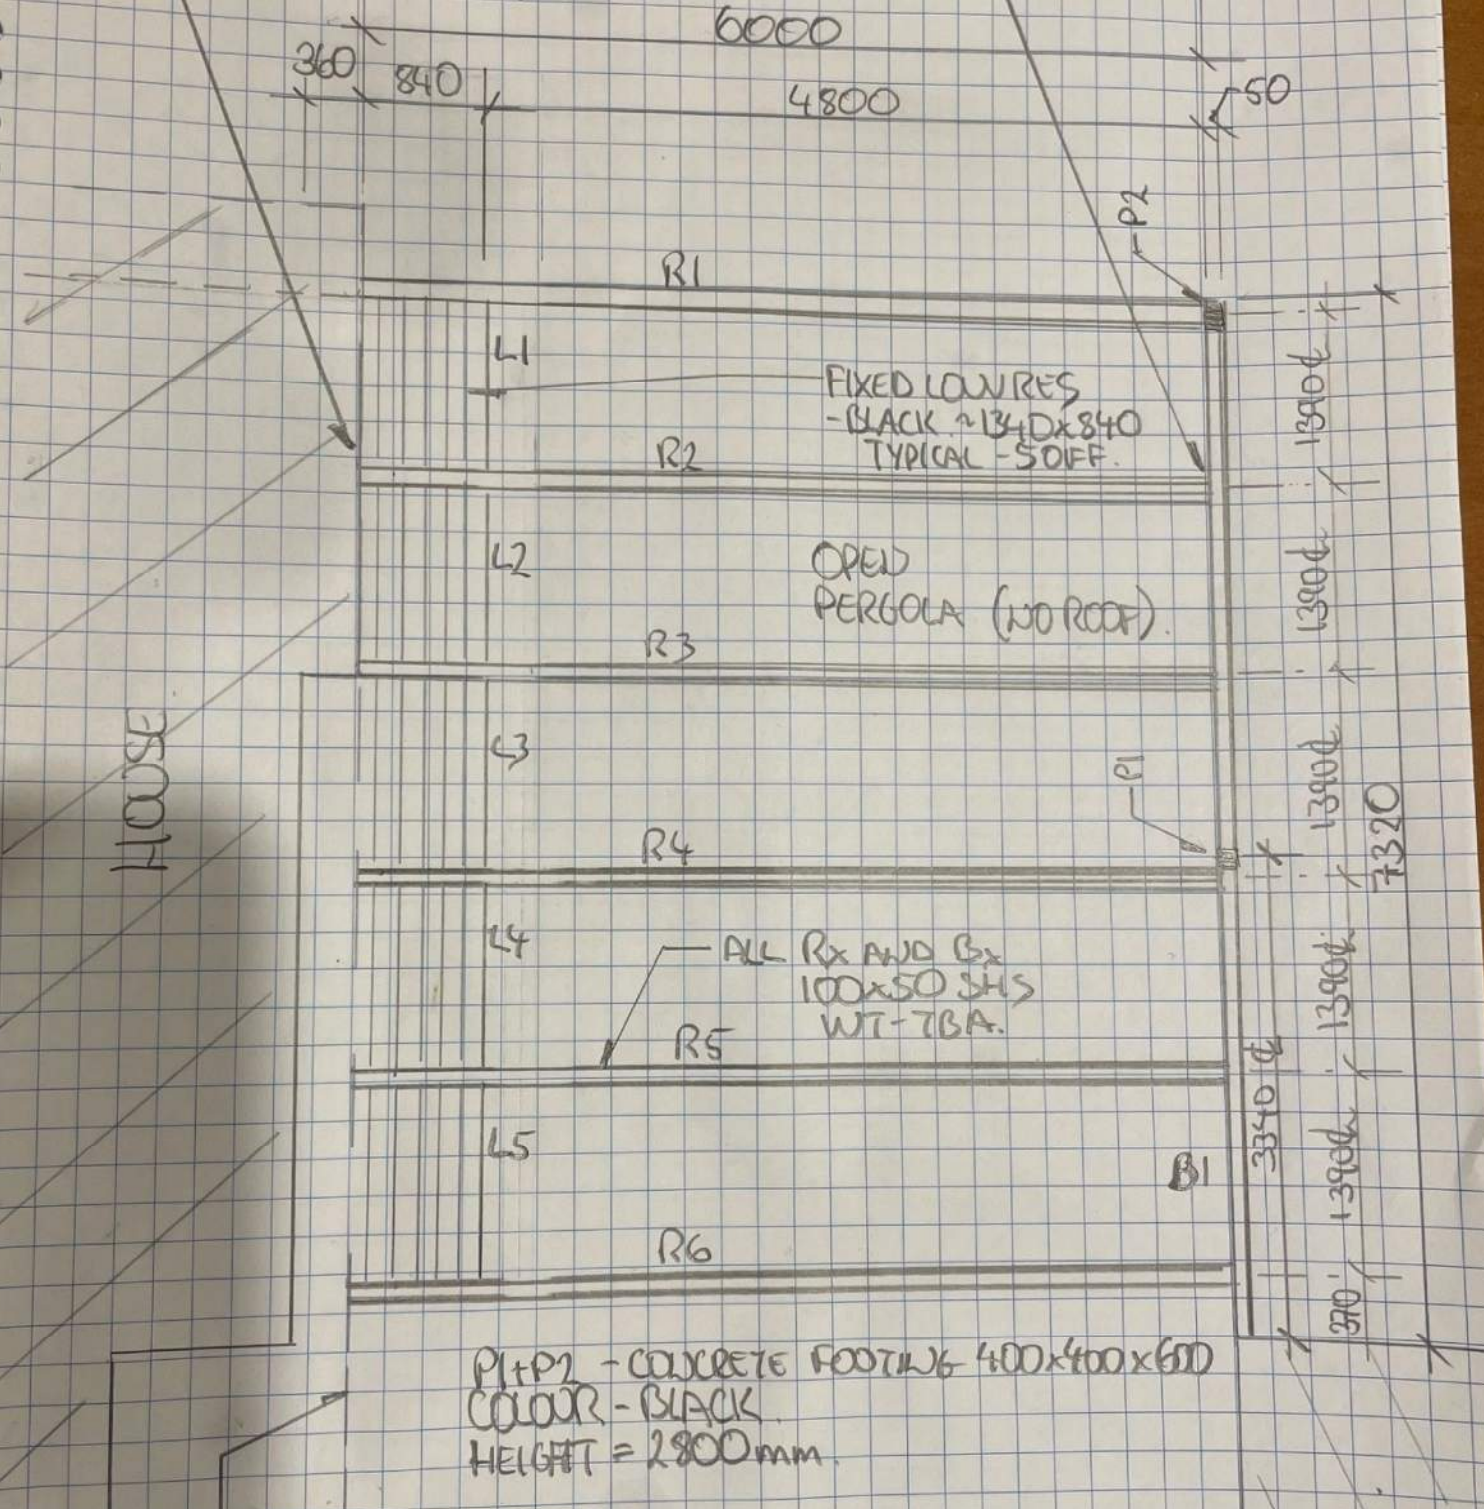 6000
360
840
4800
50
P2
R1
L1
FIXED LOUVRES
-BLACK ~1340x840
TYPICAL - 5 OFF.
1390 ℄
R2
L2
OPEN
PERGOLA (NO ROOF).
1390 ℄
R3
HOUSE
L3
P1
1390 ℄
7320
R4
L4
ALL Rx AND Bx
100x50 SHS
WT-TBA.
1390 ℄
R5
3340 ℄
L5
B1
1390 ℄
R6
370
P1+P2 - CONCRETE FOOTING 400x400x600
COLOUR - BLACK.
HEIGHT = 2800mm.